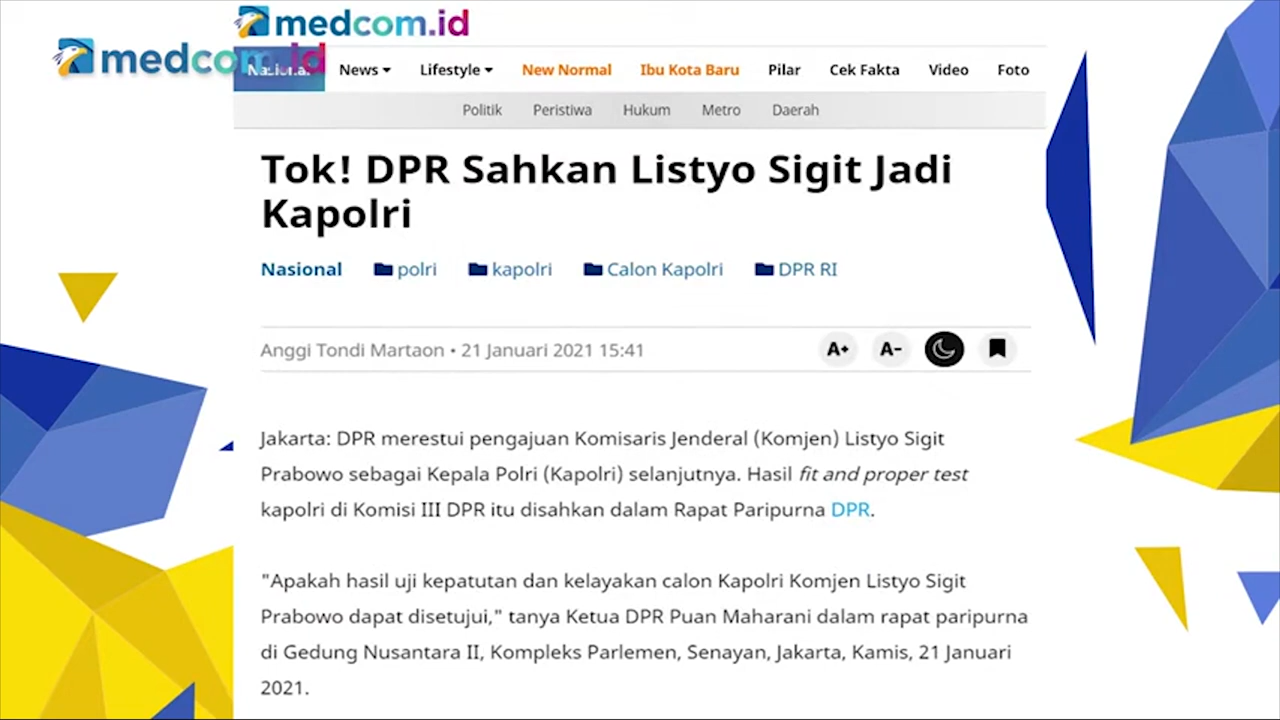 medcom.id
medcom.id
Nasional News Lifestyle New Normal Ibu Kota Baru Pilar Cek Fakta Video Foto
Politik Peristiwa Hukum Metro Daerah
Tok! DPR Sahkan Listyo Sigit Jadi
Kapolri
Nasional polri kapolri Calon Kapolri DPR RI
Anggi Tondi Martaon • 21 Januari 2021 15:41 A+ A-
Jakarta: DPR merestui pengajuan Komisaris Jenderal (Komjen) Listyo Sigit
Prabowo sebagai Kepala Polri (Kapolri) selanjutnya. Hasil fit and proper test
kapolri di Komisi III DPR itu disahkan dalam Rapat Paripurna DPR.
"Apakah hasil uji kepatutan dan kelayakan calon Kapolri Komjen Listyo Sigit
Prabowo dapat disetujui," tanya Ketua DPR Puan Maharani dalam rapat paripurna
di Gedung Nusantara II, Kompleks Parlemen, Senayan, Jakarta, Kamis, 21 Januari
2021.